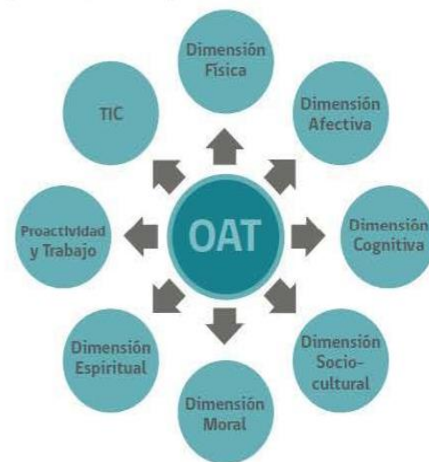 Dimensión
Física
TIC
Dimensión
Afectiva
Proactividad
y Trabajo
OAT
Dimensión
Cognitiva
Dimensión
Espiritual
Dimensión
Socio-
cultural
Dimensión
Moral